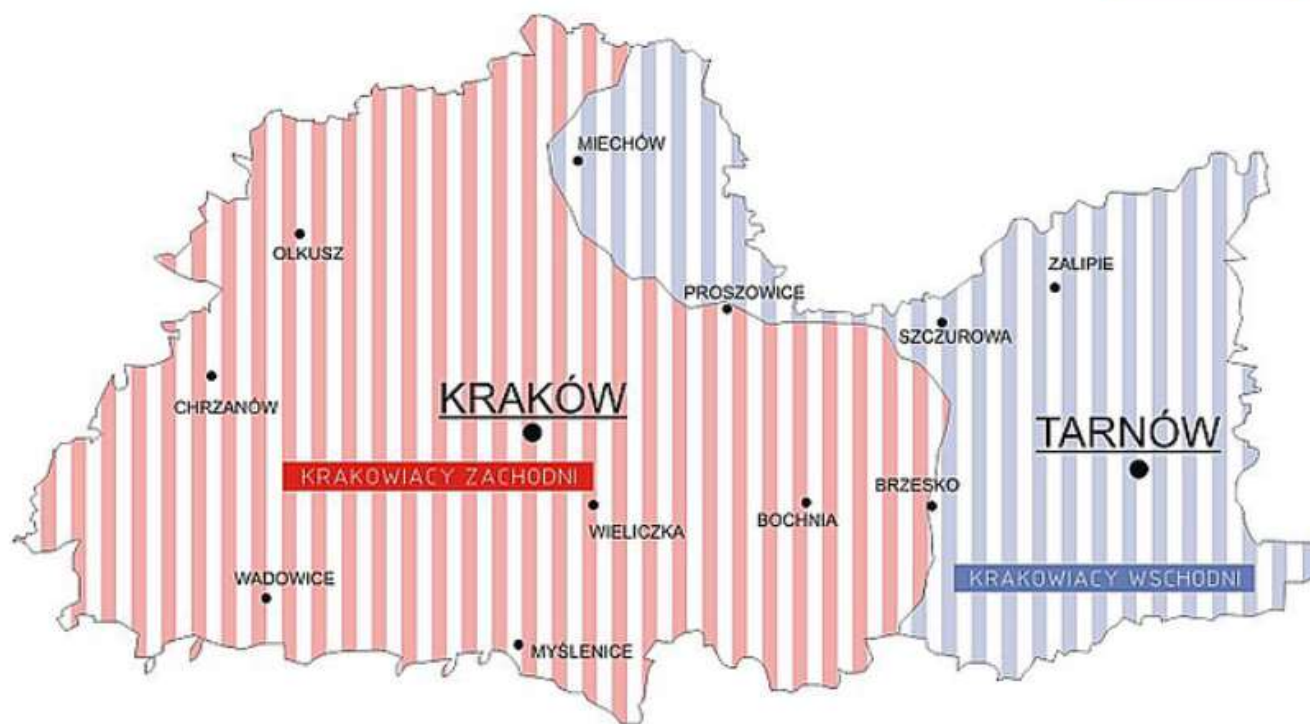 MIECHÓW
OLKUSZ
ZALIPIE
PROSZOWICE
SZCZUROWA
CHRZANÓW
KRAKÓW
TARNÓW
KRAKOWIACY ZACHODNI
BRZESKO
WIELICZKA
BOCHNIA
WADOWICE
KRAKOWIACY WSCHODNI
MYŚLENICE